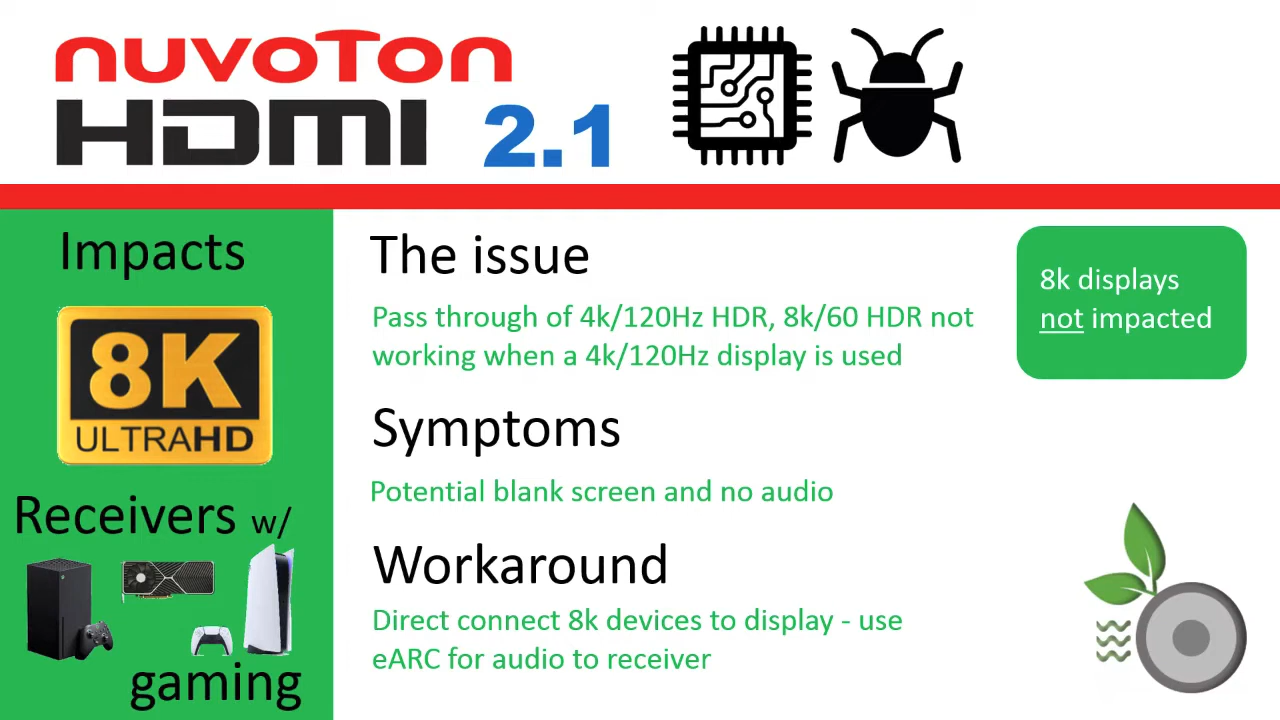 nuvoTon
HDMI 2.1
Impacts
8K
ULTRAHD
Receivers w/
gaming
The issue
Pass through of 4k/120Hz HDR, 8k/60 HDR not
working when a 4k/120Hz display is used
Symptoms
Potential blank screen and no audio
Workaround
Direct connect 8k devices to display - use
eARC for audio to receiver
8k displays
not impacted